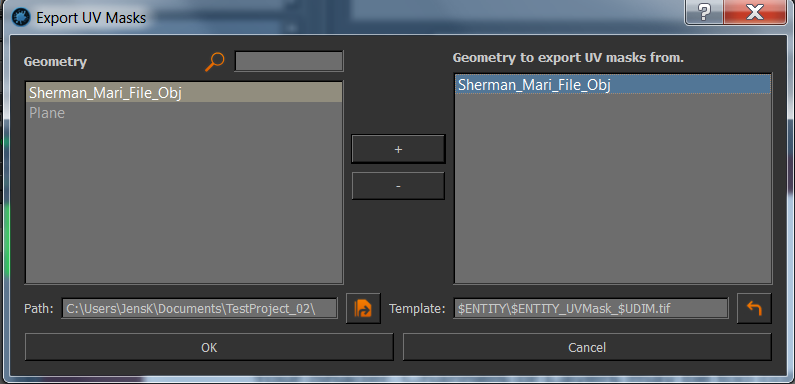 Export UV Masks
Geometry
Geometry to export UV masks from.
Sherman_Mari_File_Obj
Plane
Sherman_Mari_File_Obj
+
-
Path: C:\Users\JensK\Documents\TestProject_02\
Template: $ENTITY\$ENTITY_UVMask_$UDIM.tif
OK
Cancel